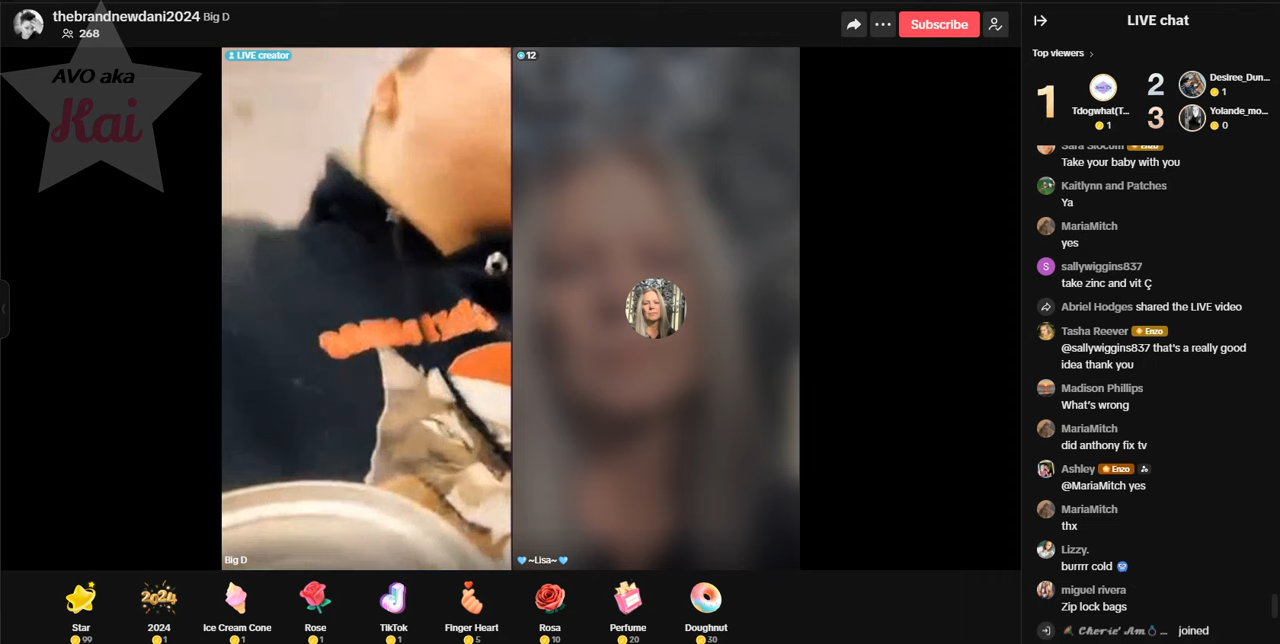 thebrandnewdani2024 Big D
268
Subscribe
AVO aka
Kai
LIVE creator
12
Big D
~Lisa~
Star
99
2024
1
Ice Cream Cone
1
Rose
1
TikTok
1
Finger Heart
5
Rosa
10
Perfume
20
Doughnut
30
LIVE chat
Top viewers
1
Tdogwhat(T...
1
2
Desiree_Dun...
1
3
Yolande_mo...
0
Sara Slocum Enzo
Take your baby with you
Kaitlynn and Patches
Ya
MariaMitch
yes
S
sallywiggins837
take zinc and vit Ç
Abriel Hodges shared the LIVE video
Tasha Reever Enzo
@sallywiggins837 that's a really good
idea thank you
Madison Phillips
What's wrong
MariaMitch
did anthony fix tv
Ashley Enzo
@MariaMitch yes
MariaMitch
thx
Lizzy.
burrrr cold
miguel rivera
Zip lock bags
𝓒𝓱𝓮𝓻𝓲𝓮' 𝓐𝓶 ... joined